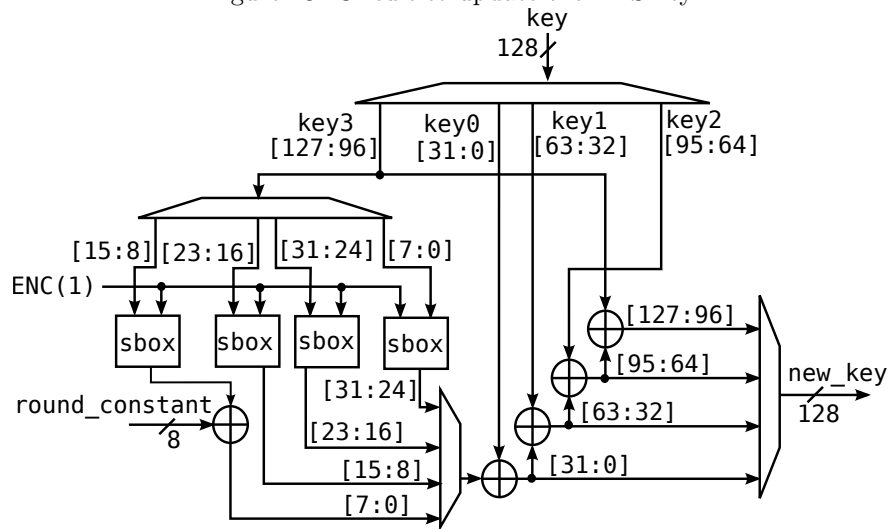 key
128
key3
[127:96]
key0
[31:0]
key1
[63:32]
key2
[95:64]
[15:8]
[23:16]
[31:24]
[7:0]
ENC(1)
sbox
sbox
sbox
sbox
[127:96]
[95:64]
[63:32]
[31:0]
new_key
128
round_constant
8
[31:24]
[23:16]
[15:8]
[7:0]